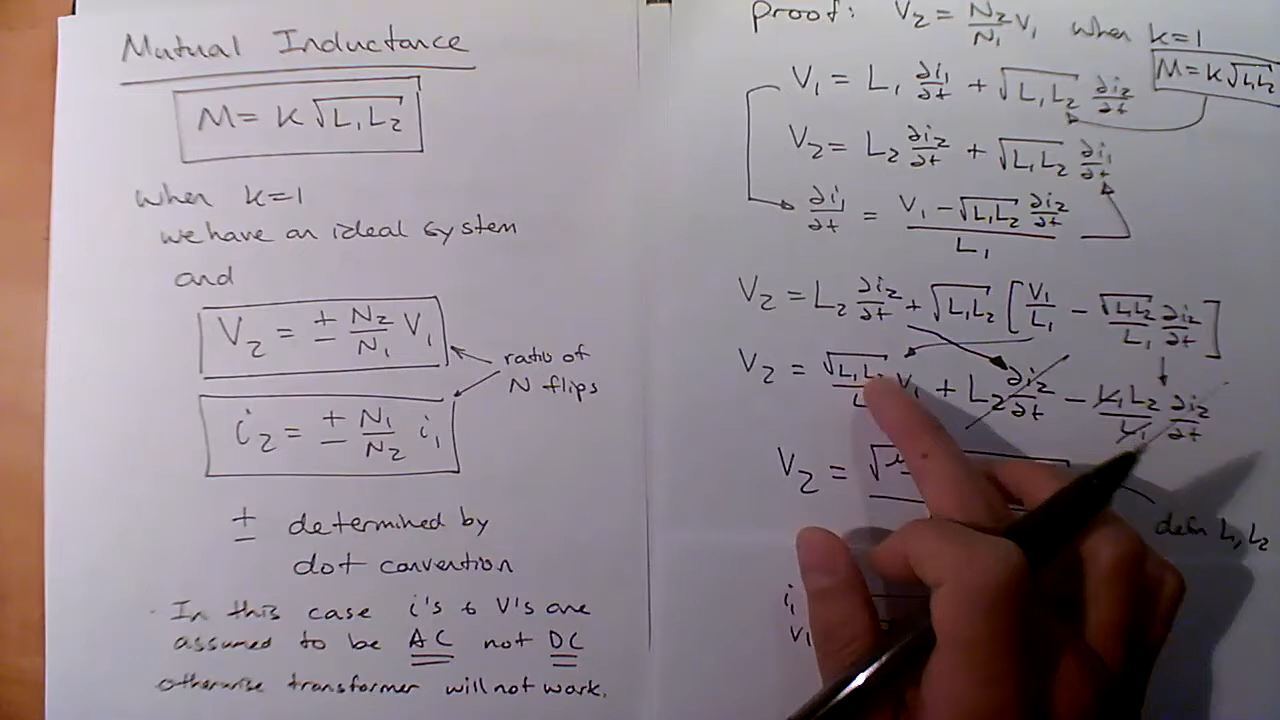 Mutual Inductance
M = K √L₁L₂
when k=1
we have an ideal system
and
V₂ = ± N₂/N₁ V₁
ratio of
N flips
i₂ = ± N₁/N₂ i₁
± determined by
dot convention
· In this case i's & V's are
assumed to be AC not DC
otherwise transformer will not work.
proof: V₂ = N₂/N₁ V₁ when k=1
M = K√L₁L₂
V₁ = L₁ ∂i₁/∂t + √L₁L₂ ∂i₂/∂t
V₂ = L₂ ∂i₂/∂t + √L₁L₂ ∂i₁/∂t
∂i₁/∂t = (V₁ - √L₁L₂ ∂i₂/∂t) / L₁
V₂ = L₂ ∂i₂/∂t + √L₁L₂ [V₁/L₁ - √L₁L₂/L₁ ∂i₂/∂t]
V₂ = √L₁L₂/L V₁ + L₂ ∂i₂/∂t - L₁L₂/L₁ ∂i₂/∂t
V₂ = √
defn L₁, L₂
i₁
V₁